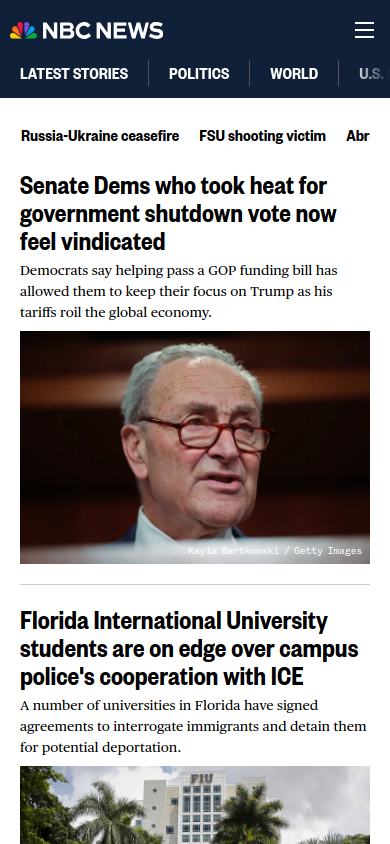 NBC NEWS
LATEST STORIES POLITICS WORLD U.S.
Russia-Ukraine ceasefire FSU shooting victim Abr
Senate Dems who took heat for
government shutdown vote now
feel vindicated
Democrats say helping pass a GOP funding bill has
allowed them to keep their focus on Trump as his
tariffs roil the global economy.
Kayla Bartkowski / Getty Images
Florida International University
students are on edge over campus
police's cooperation with ICE
A number of universities in Florida have signed
agreements to interrogate immigrants and detain them
for potential deportation.
FIU